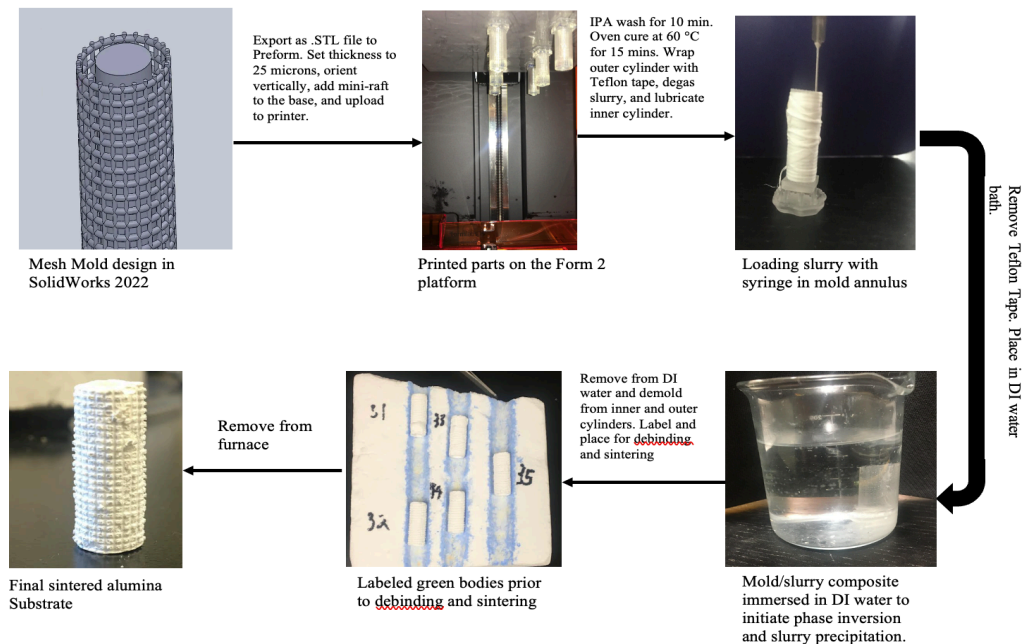 Export as .STL file to
Preform. Set thickness to
25 microns, orient
vertically, add mini-raft
to the base, and upload
to printer.
IPA wash for 10 min.
Oven cure at 60 °C
for 15 mins. Wrap
outer cylinder with
Teflon tape, degas
slurry, and lubricate
inner cylinder.
Mesh Mold design in
SolidWorks 2022
Printed parts on the Form 2
platform
Loading slurry with
syringe in mold annulus
Remove Teflon Tape. Place in DI water
bath.
Remove from DI
water and demold
from inner and outer
cylinders. Label and
place for debinding
and sintering
Remove from
furnace
31
33
35
34
32
Mold/slurry composite
immersed in DI water to
initiate phase inversion
and slurry precipitation.
Labeled green bodies prior
to debinding and sintering
Final sintered alumina
Substrate